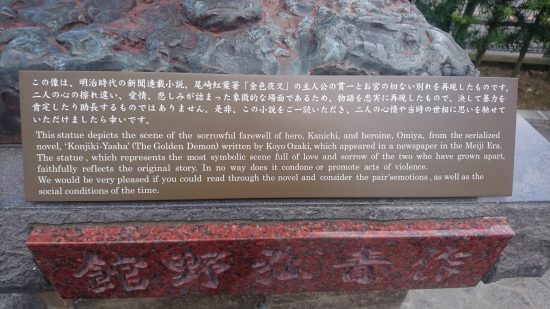 この像は、明治時代の新聞連載小説、尾崎紅葉著「金色夜叉」の主人公の貫一とお宮の切ない別れを再現したものです。
二人の心の擦れ違い、愛情、悲しみが詰まった象徴的な場面であるため、物語を忠実に再現したもので、決して暴力を
肯定したり助長するものではありません。是非、この小説をご一読いただき、二人の心情や当時の世相に思いを馳せて
いただけましたら幸いです。
This statue depicts the scene of the sorrowful farewell of hero, Kanichi, and heroine, Omiya, from the serialized
novel, 'Konjiki-Yasha' (The Golden Demon) written by Koyo Ozaki, which appeared in a newspaper in the Meiji Era.
The statue , which represents the most symbolic scene full of love and sorrow of the two who have grown apart,
faithfully reflects the original story. In no way does it condone or promote acts of violence.
We would be very pleased if you could read through the novel and consider the pair'semotions , as well as the
social conditions of the time.
館野弘青作